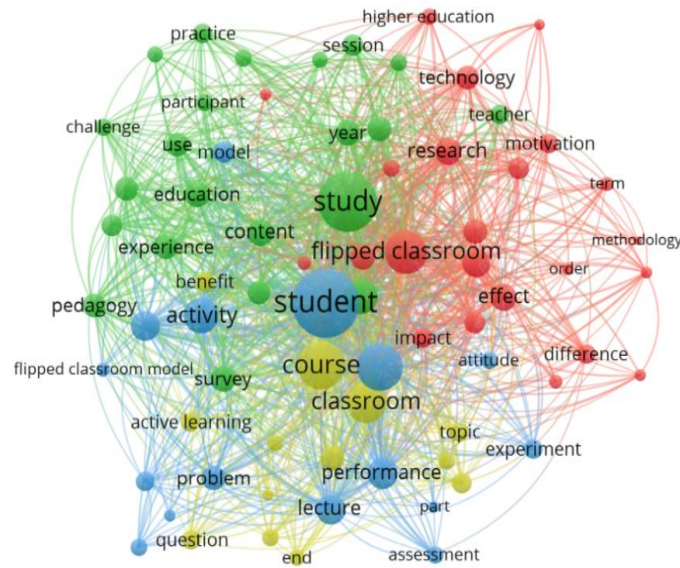 higher education
practice
session
technology
participant
teacher
challenge
year
use
model
research
motivation
education
term
study
content
methodology
experience
flipped classroom
order
benefit
pedagogy
student
effect
activity
impact
difference
attitude
flipped classroom model
course
survey
classroom
active learning
topic
experiment
problem
performance
lecture
part
question
end
assessment